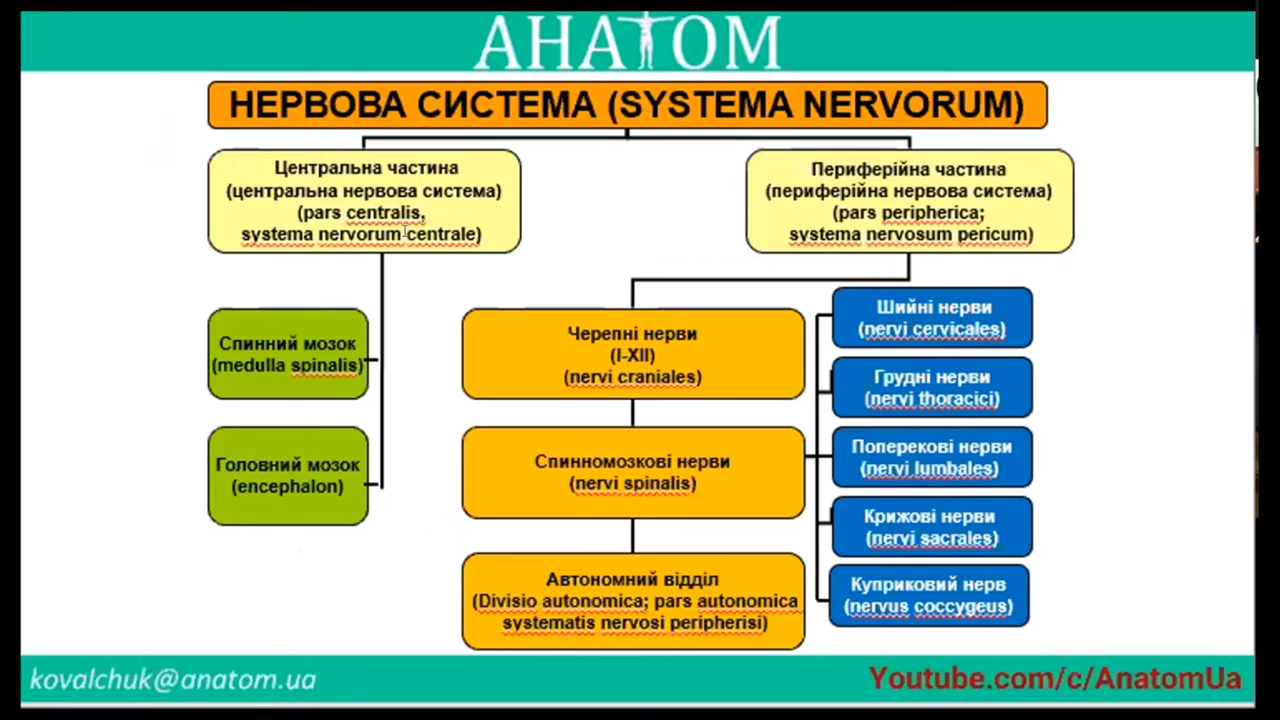 АНАТОМ
НЕРВОВА СИСТЕМА (SYSTEMA NERVORUM)
Центральна частина
(центральна нервова система)
(pars centralis,
systema nervorum centrale)
Периферійна частина
(периферійна нервова система)
(pars peripherica;
systema nervosum pericum)
Спинний мозок
(medulla spinalis)
Головний мозок
(encephalon)
Черепні нерви
(I-XII)
(nervi craniales)
Спинномозкові нерви
(nervi spinalis)
Автономний відділ
(Divisio autonomica; pars autonomica
systematis nervosi peripherisi)
Шийні нерви
(nervi cervicales)
Грудні нерви
(nervi thoracici)
Поперекові нерви
(nervi lumbales)
Крижові нерви
(nervi sacrales)
Куприковий нерв
(nervus coccygeus)
kovalchuk@anatom.ua
Youtube.com/c/AnatomUa